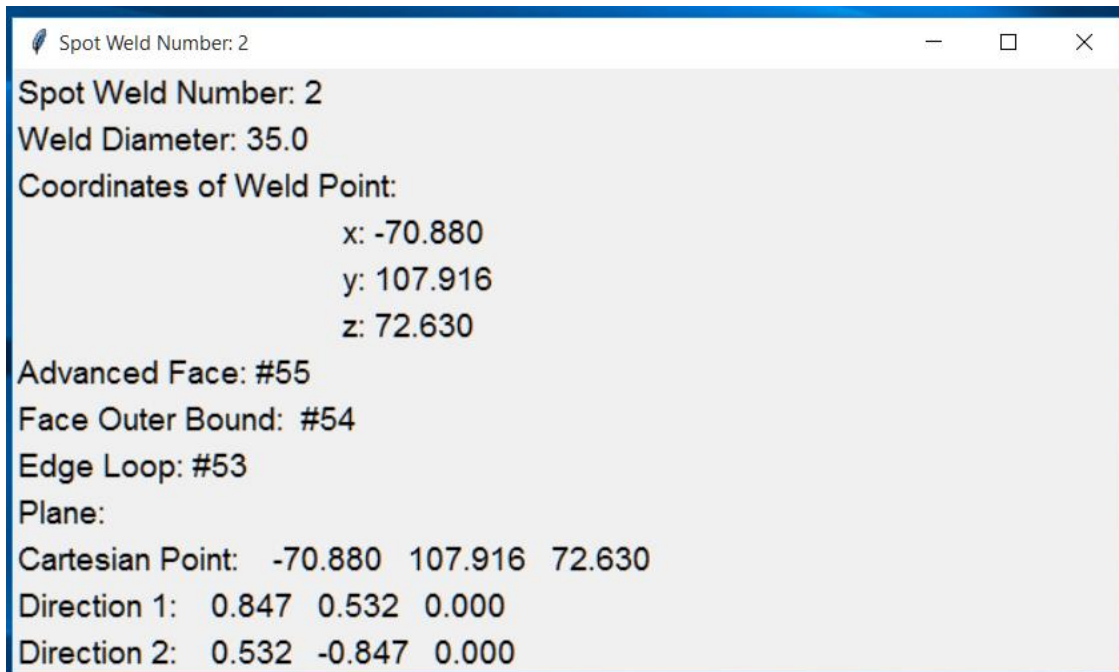 Spot Weld Number: 2
Spot Weld Number: 2
Weld Diameter: 35.0
Coordinates of Weld Point:
x: -70.880
y: 107.916
z: 72.630
Advanced Face: #55
Face Outer Bound: #54
Edge Loop: #53
Plane:
Cartesian Point: -70.880 107.916 72.630
Direction 1: 0.847 0.532 0.000
Direction 2: 0.532 -0.847 0.000